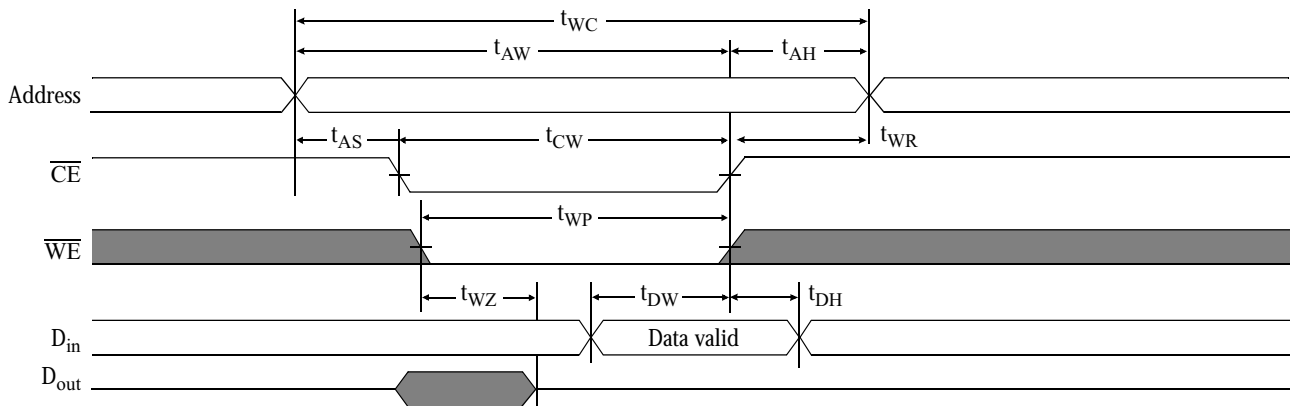 tWC
tAW tAH
Address
tAS tCW tWR
CE
tWP
WE
tWZ tDW tDH
Din Data valid
Dout